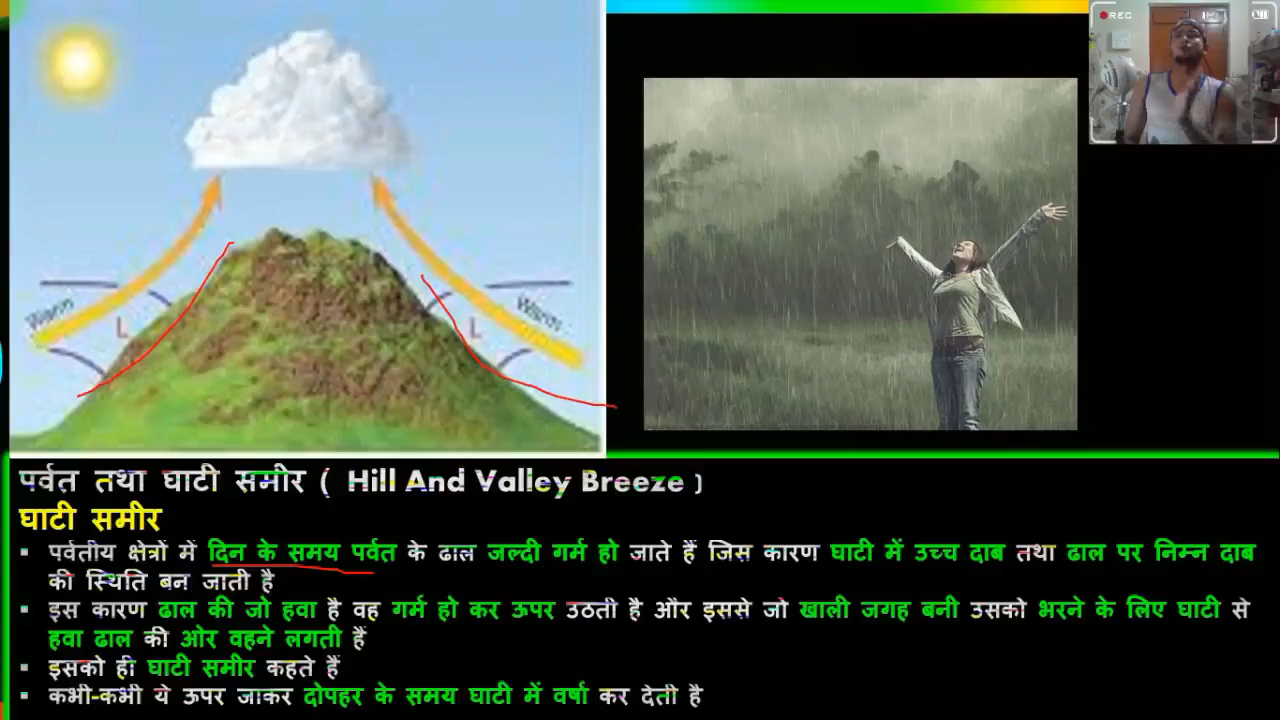 REC
Warm
L
L
Warm
पर्वत तथा घाटी समीर ( Hill And Valley Breeze )
घाटी समीर
▪ पर्वतीय क्षेत्रों में दिन के समय पर्वत के ढाल जल्दी गर्म हो जाते हैं जिस कारण घाटी में उच्च दाब तथा ढाल पर निम्न दाब
की स्थिति बन जाती है
▪ इस कारण ढाल की जो हवा है वह गर्म हो कर ऊपर उठती है और इससे जो खाली जगह बनी उसको भरने के लिए घाटी से
हवा ढाल की ओर वहने लगती हैं
▪ इसको ही घाटी समीर कहते हैं
▪ कभी-कभी ये ऊपर जाकर दोपहर के समय घाटी में वर्षा कर देती है